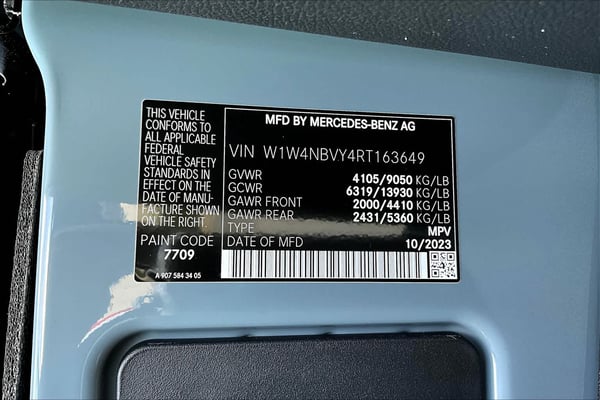 THIS VEHICLE
CONFORMS TO
ALL APPLICABLE
FEDERAL
VEHICLE SAFETY
STANDARDS IN
EFFECT ON THE
DATE OF MANU-
FACTURE SHOWN
ON THE RIGHT.
PAINT CODE
7709
A 907 584 34 05
MFD BY MERCEDES-BENZ AG
VIN W1W4NBVY4RT163649
GVWR 4105/9050 KG/LB
GCWR 6319/13930 KG/LB
GAWR FRONT 2000/4410 KG/LB
GAWR REAR 2431/5360 KG/LB
TYPE MPV
DATE OF MFD 10/2023